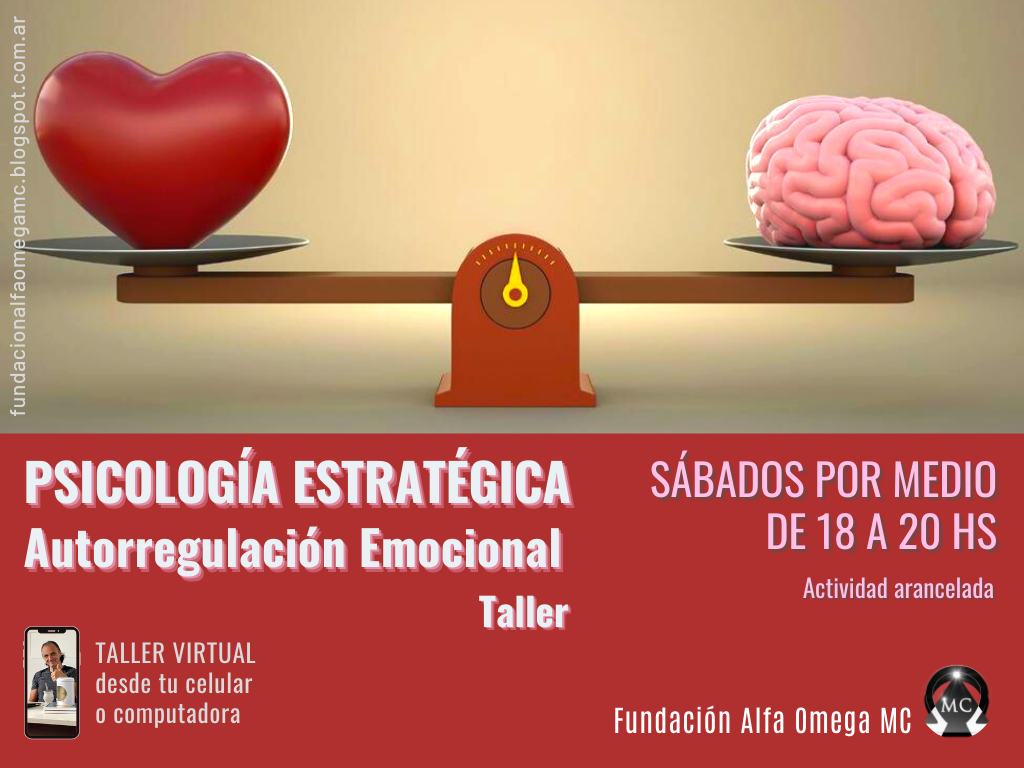 fundacionalfaomegamc.blogspot.com.ar
PSICOLOGÍA ESTRATÉGICA
Autorregulación Emocional
Taller
SÁBADOS POR MEDIO
DE 18 A 20 HS
Actividad arancelada
TALLER VIRTUAL
desde tu celular
o computadora
Fundación Alfa Omega MC
MC